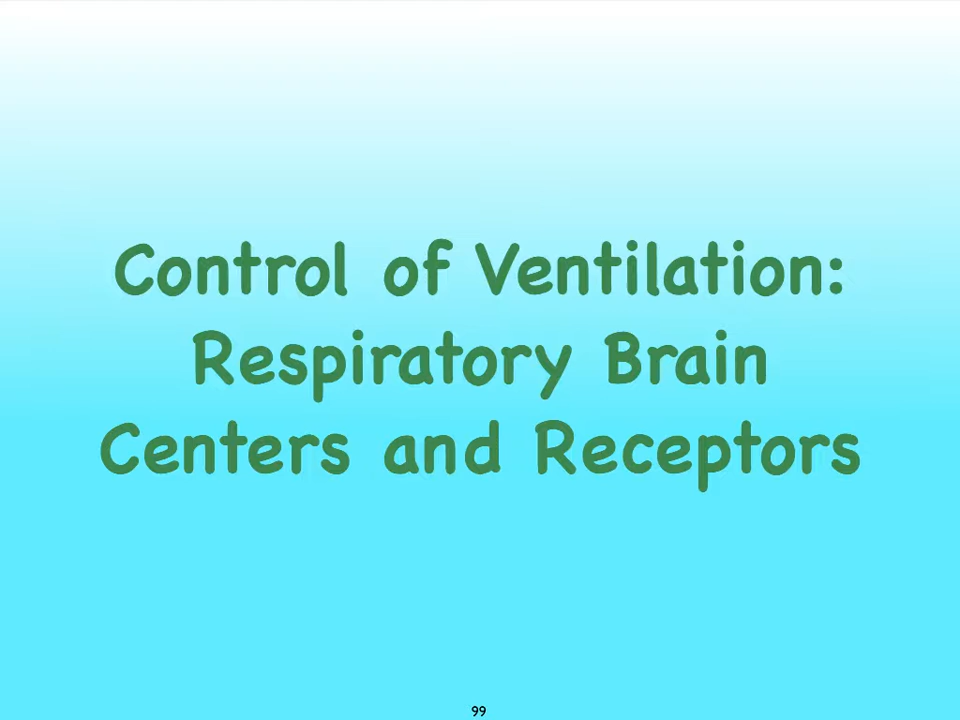 Control of Ventilation:
Respiratory Brain
Centers and Receptors
99